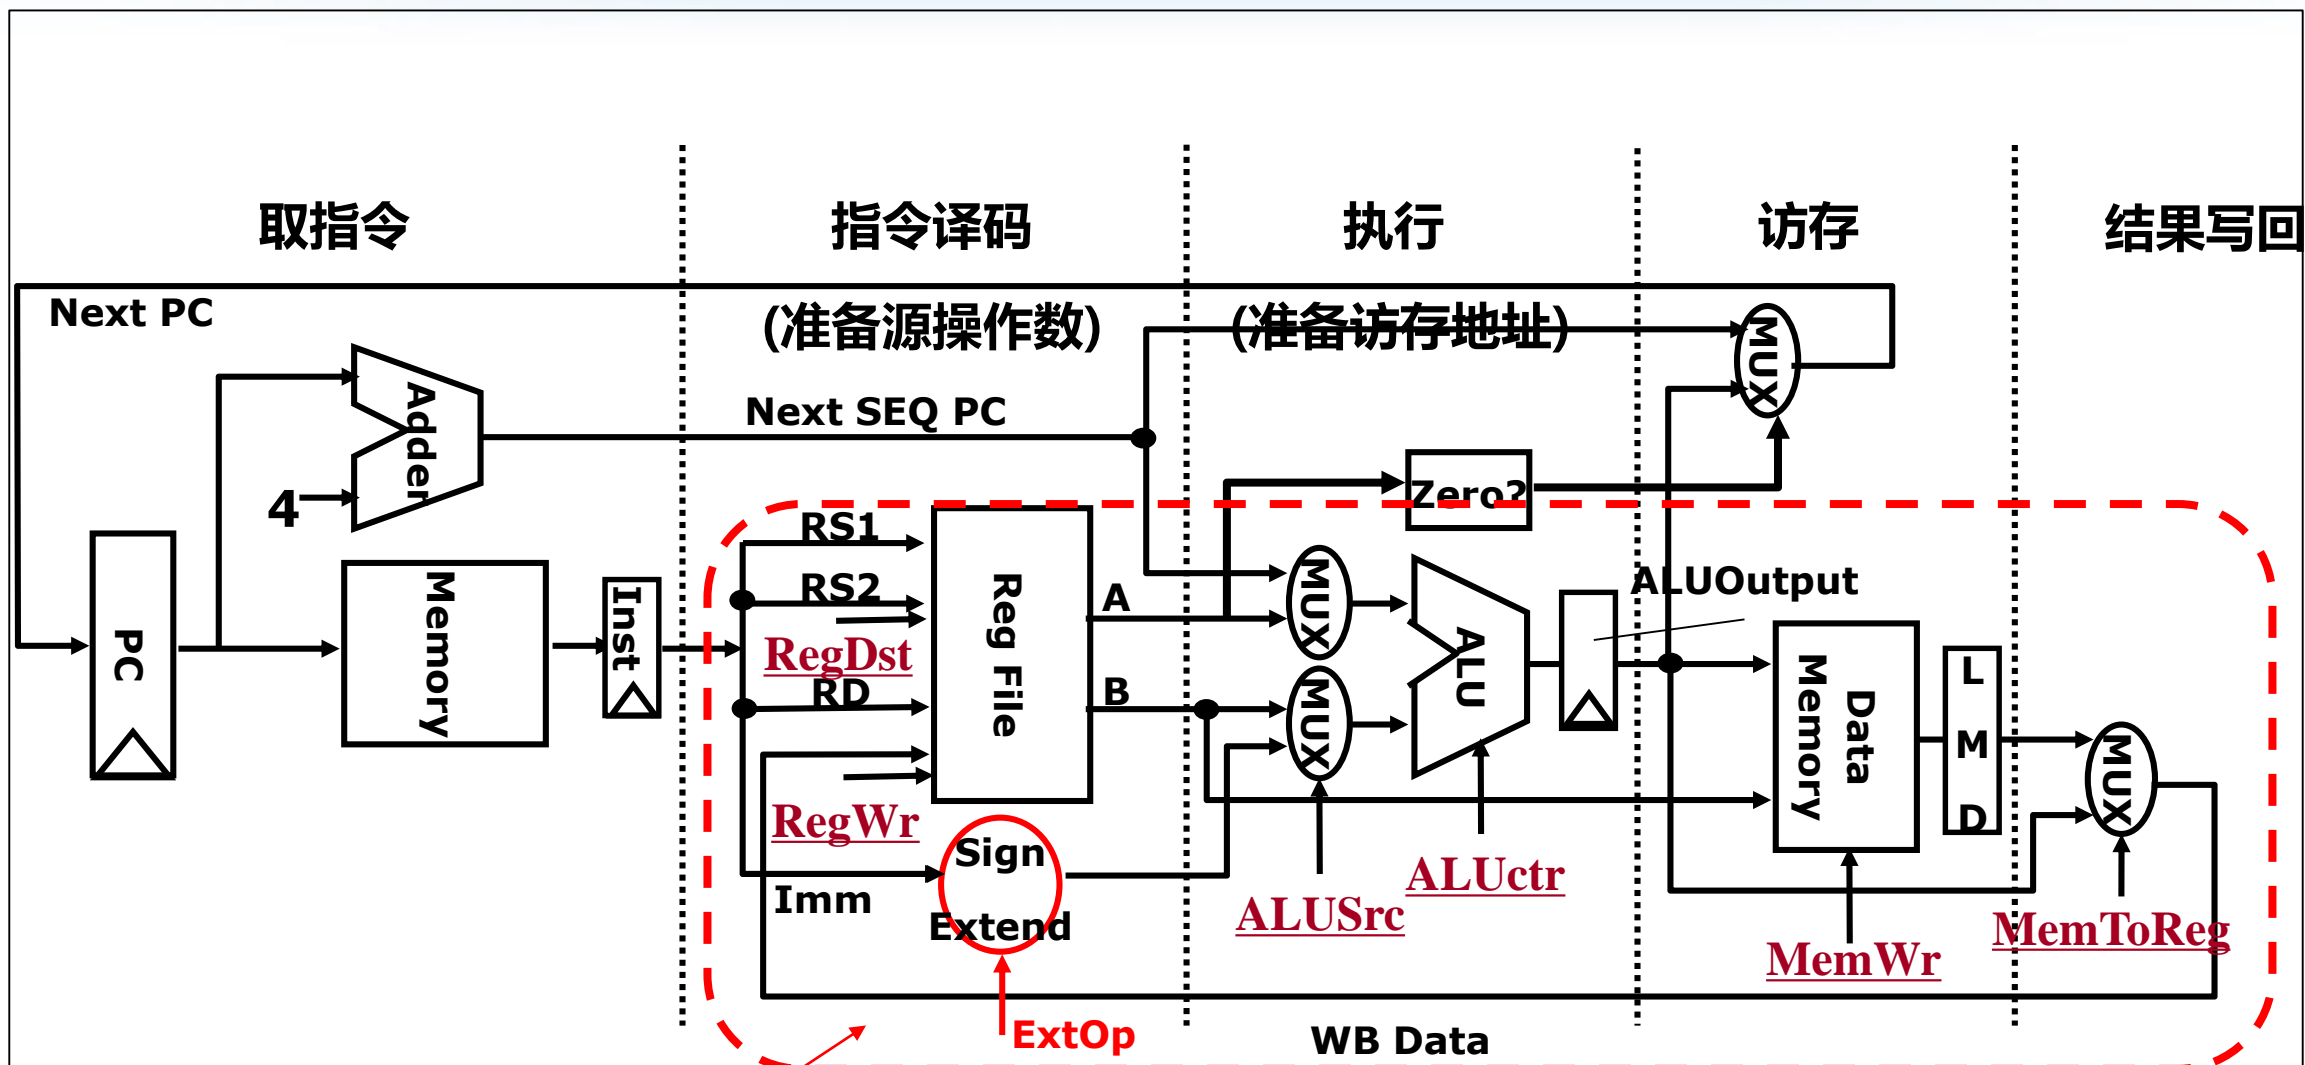 取指令
指令译码
执行
访存
结果写回
Next PC
(准备源操作数)
(准备访存地址)
MUX
Adder
Next SEQ PC
4
Zero?
RS1
RS2
RegDst
RD
RegWr
PC
Memory
Inst
Reg File
A
B
MUX
MUX
ALU
ALUOutput
Data
Memory
L
M
D
MUX
Sign
Extend
Imm
ALUSrc
ALUctr
MemWr
MemToReg
ExtOp
WB Data